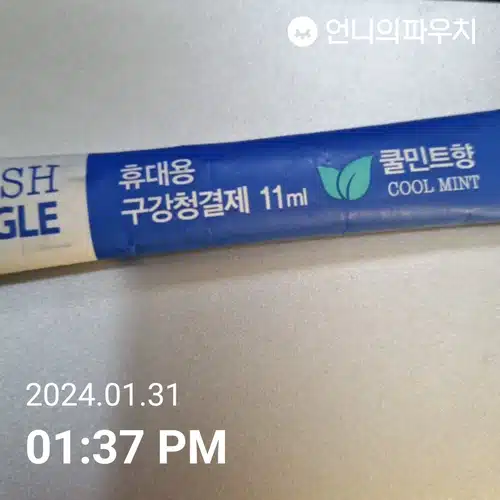 언니의파우치
SH
GLE
휴대용
구강청결제 11ml
쿨민트향
COOL MINT
2024.01.31
01:37 PM